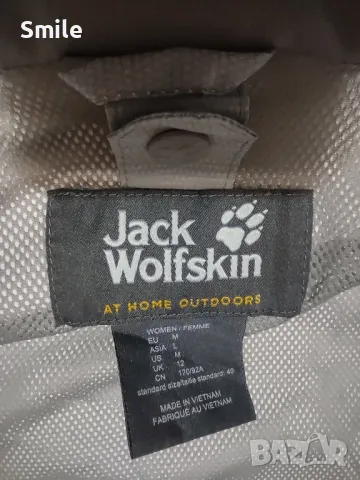 Smile
Jack
Wolfskin
AT HOME OUTDOORS
WOMEN / FEMME
EU M
ASIA L
US M
UK 12
CN 170/92A
standard size/taille standard: 40
MADE IN VIETNAM
FABRIQUÉ AU VIETNAM
BAZAR